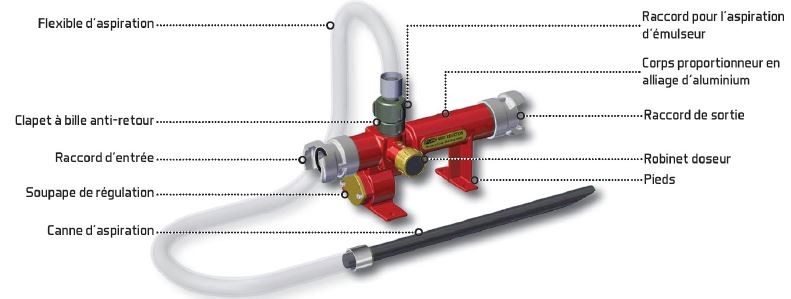 Flexible d'aspiration
Raccord pour l'aspiration
d'émulseur
Corps proportionneur en
alliage d'aluminium
Clapet à bille anti-retour
Raccord de sortie
Raccord d'entrée
Robinet doseur
Soupape de régulation
Pieds
Canne d'aspiration